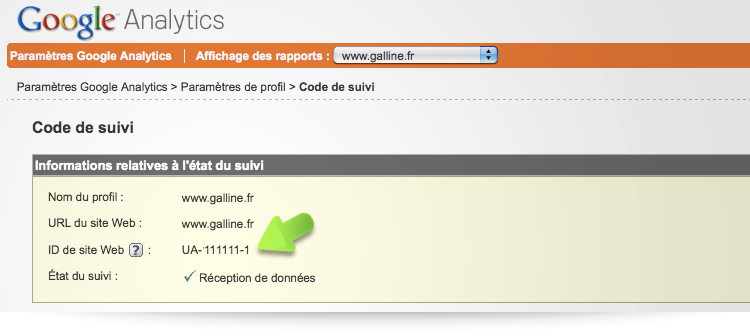 Google™ Analytics
Paramètres Google Analytics | Affichage des rapports : www.galline.fr
Paramètres Google Analytics > Paramètres de profil > Code de suivi
Code de suivi
Informations relatives à l'état du suivi
Nom du profil : www.galline.fr
URL du site Web : www.galline.fr
ID de site Web ? : UA-111111-1
État du suivi : ✓ Réception de données